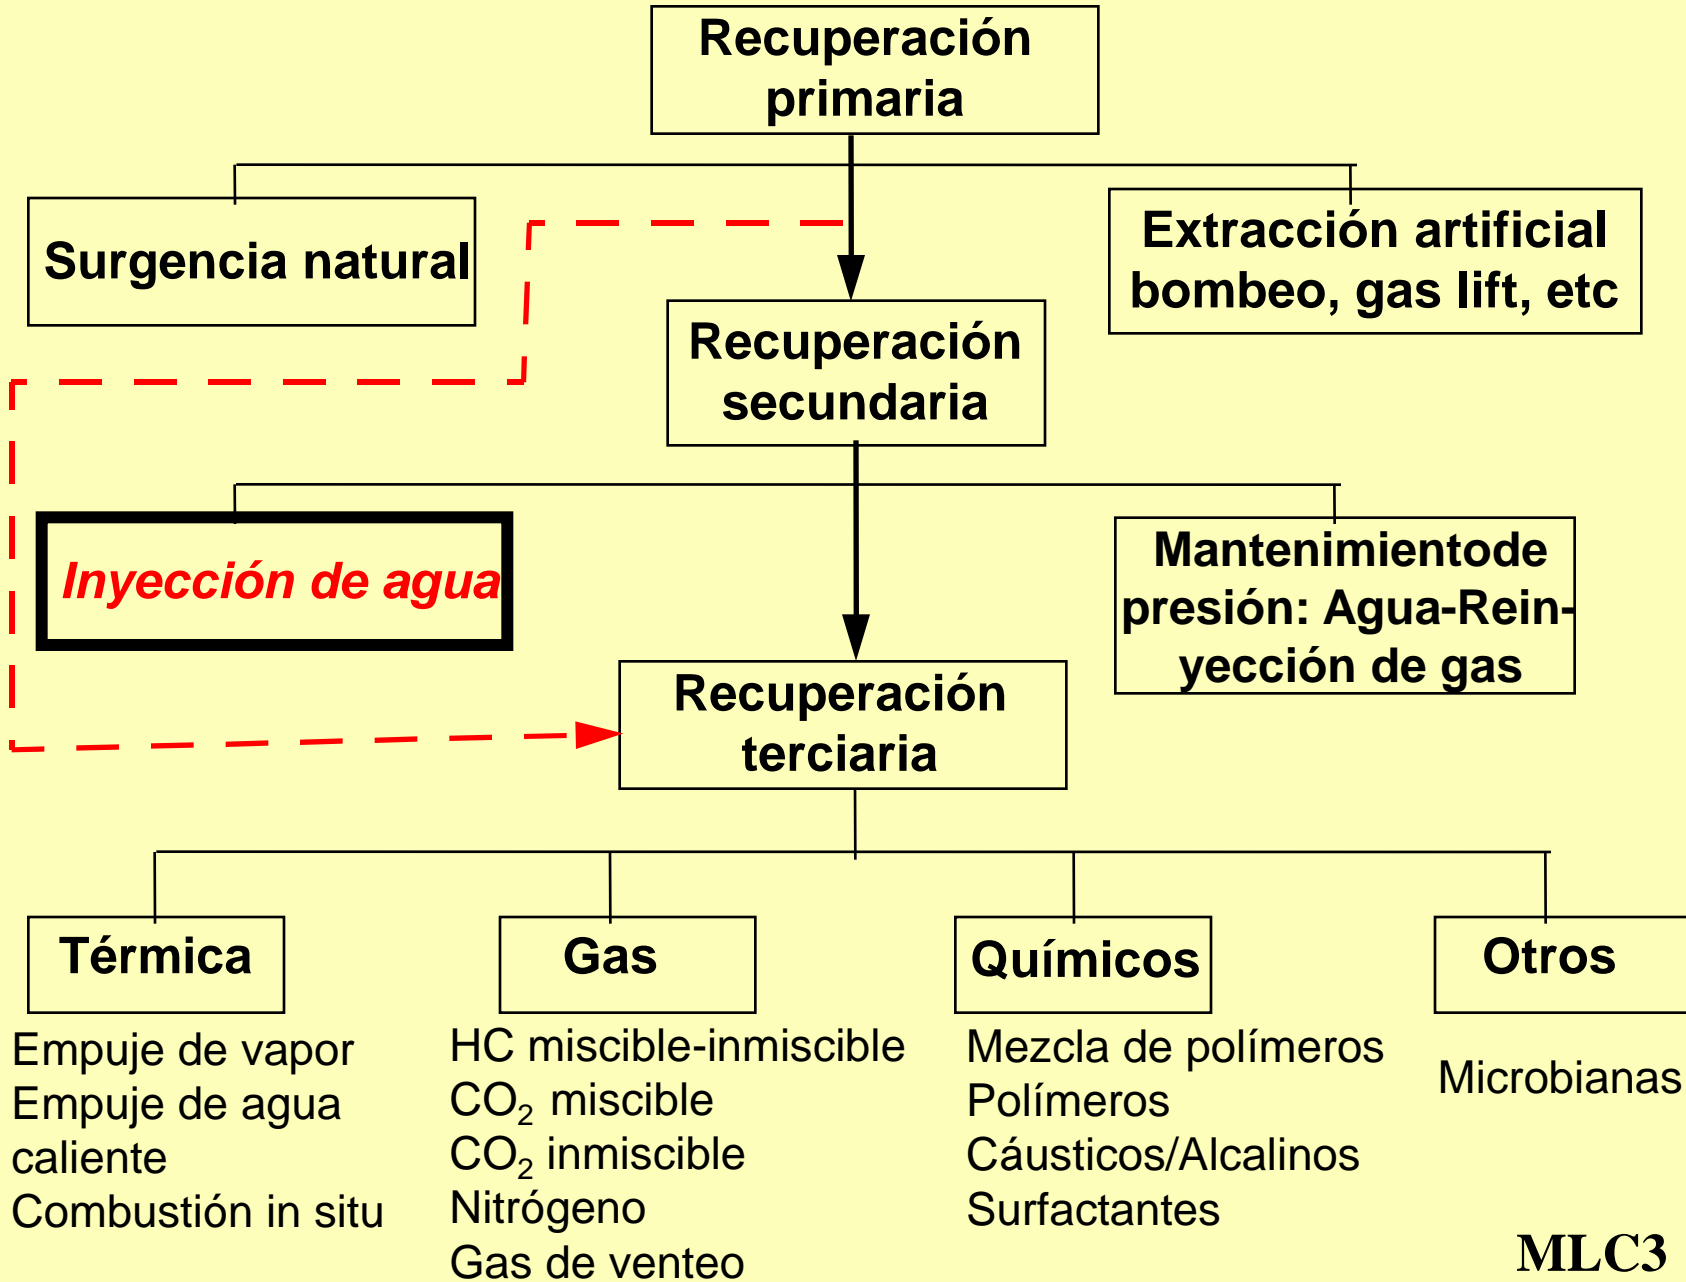 Recuperación
primaria
Surgencia natural
Extracción artificial
bombeo, gas lift, etc
Recuperación
secundaria
Inyección de agua
Mantenimientode
presión: Agua-Rein-
yección de gas
Recuperación
terciaria
Térmica
Empuje de vapor
Empuje de agua
caliente
Combustión in situ
Gas
HC miscible-inmiscible
CO₂ miscible
CO₂ inmiscible
Nitrógeno
Gas de venteo
Químicos
Mezcla de polímeros
Polímeros
Cáusticos/Alcalinos
Surfactantes
Otros
Microbianas
MLC3